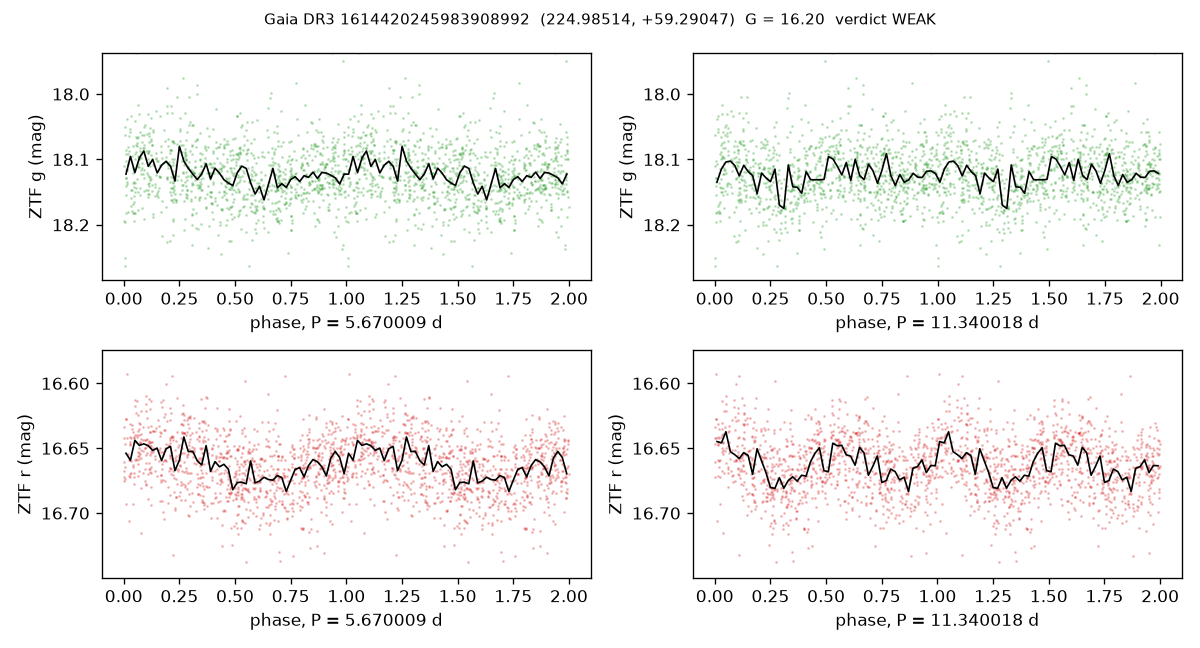 Gaia DR3 1614420245983908992 (224.98514, +59.29047) G = 16.20 verdict WEAK
ZTF g (mag)
18.0
18.1
18.2
0.00 0.25 0.50 0.75 1.00 1.25 1.50 1.75 2.00
phase, P = 5.670009 d
ZTF g (mag)
18.0
18.1
18.2
0.00 0.25 0.50 0.75 1.00 1.25 1.50 1.75 2.00
phase, P = 11.340018 d
ZTF r (mag)
16.60
16.65
16.70
0.00 0.25 0.50 0.75 1.00 1.25 1.50 1.75 2.00
phase, P = 5.670009 d
ZTF r (mag)
16.60
16.65
16.70
0.00 0.25 0.50 0.75 1.00 1.25 1.50 1.75 2.00
phase, P = 11.340018 d